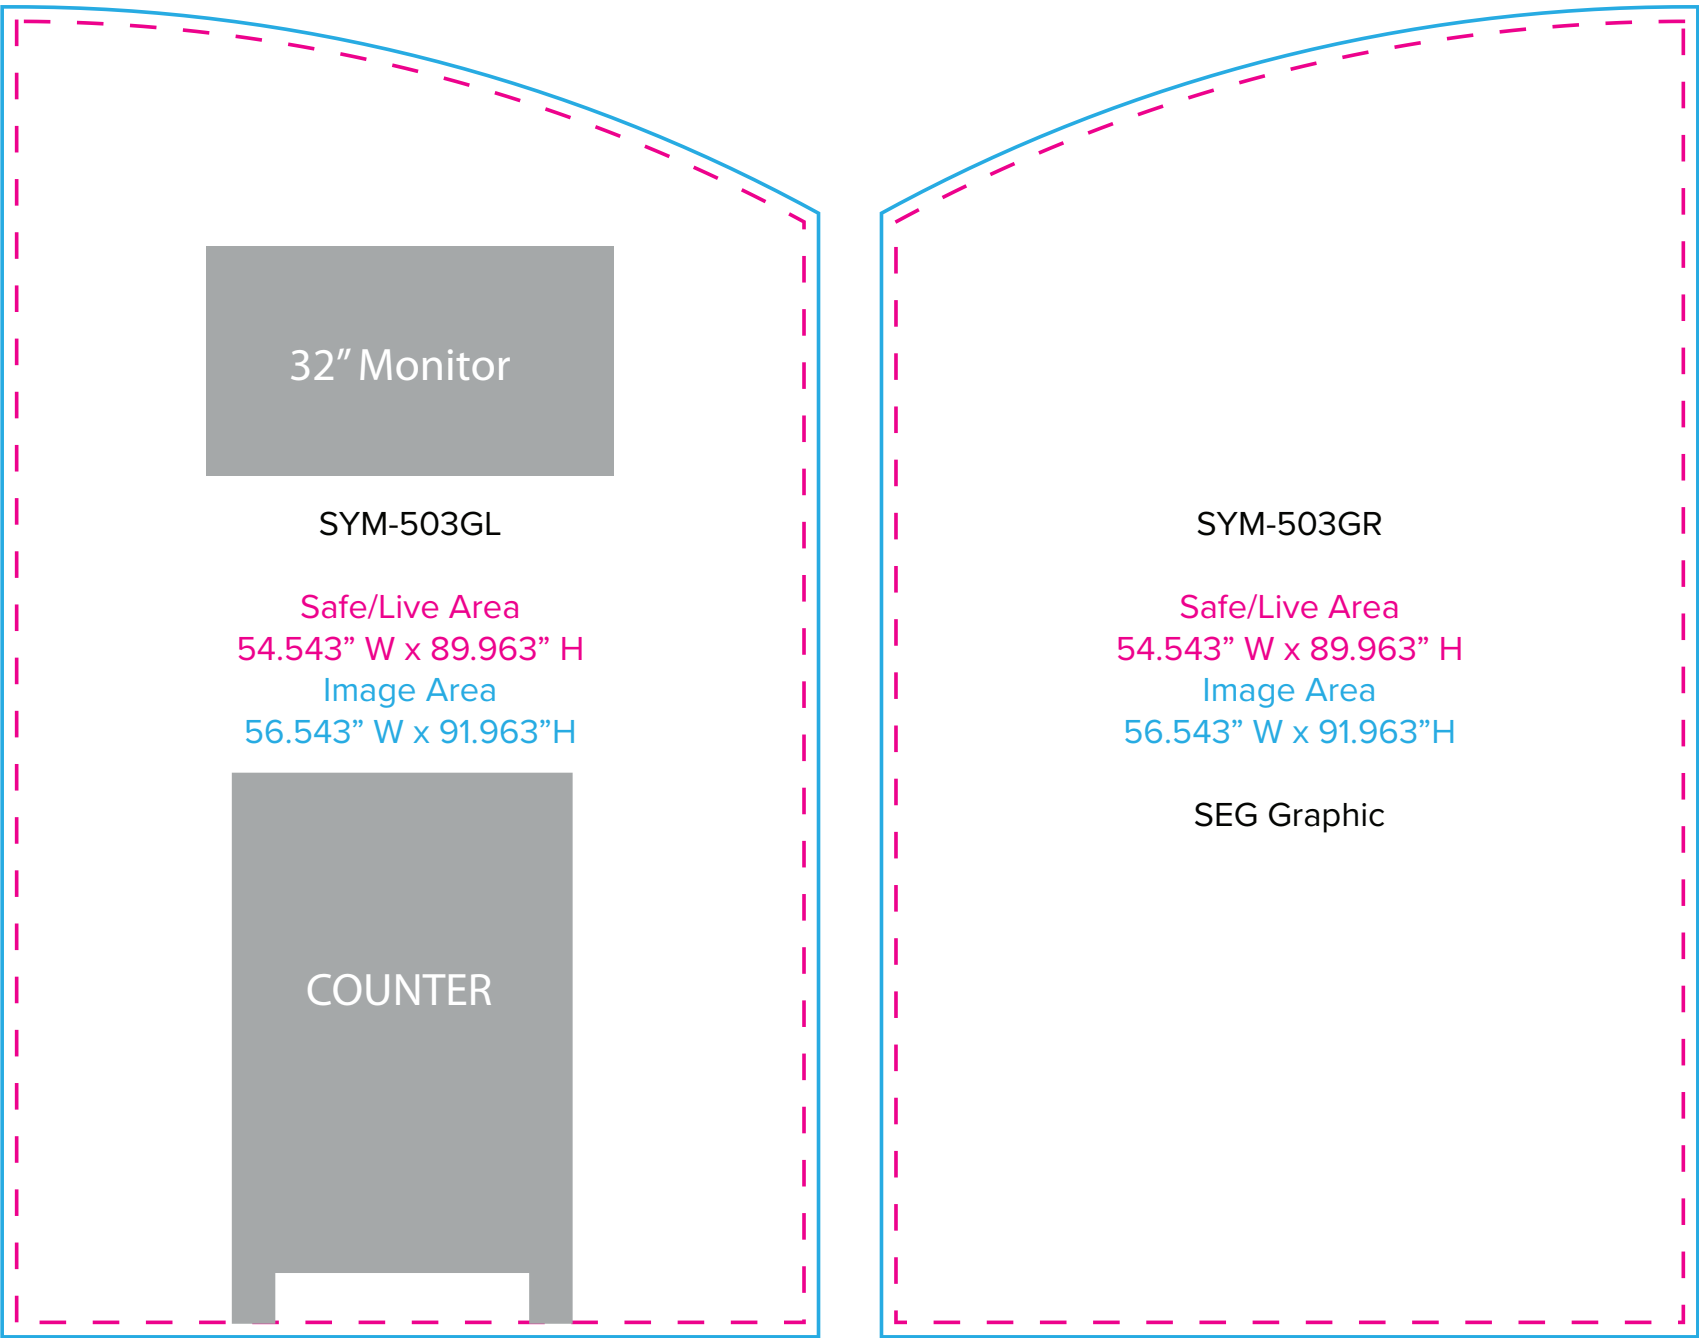 32” Monitor
SYM-503GL
Safe/Live Area
54.543” W x 89.963” H
Image Area
56.543” W x 91.963”H
COUNTER
SYM-503GR
Safe/Live Area
54.543” W x 89.963” H
Image Area
56.543” W x 91.963”H
SEG Graphic